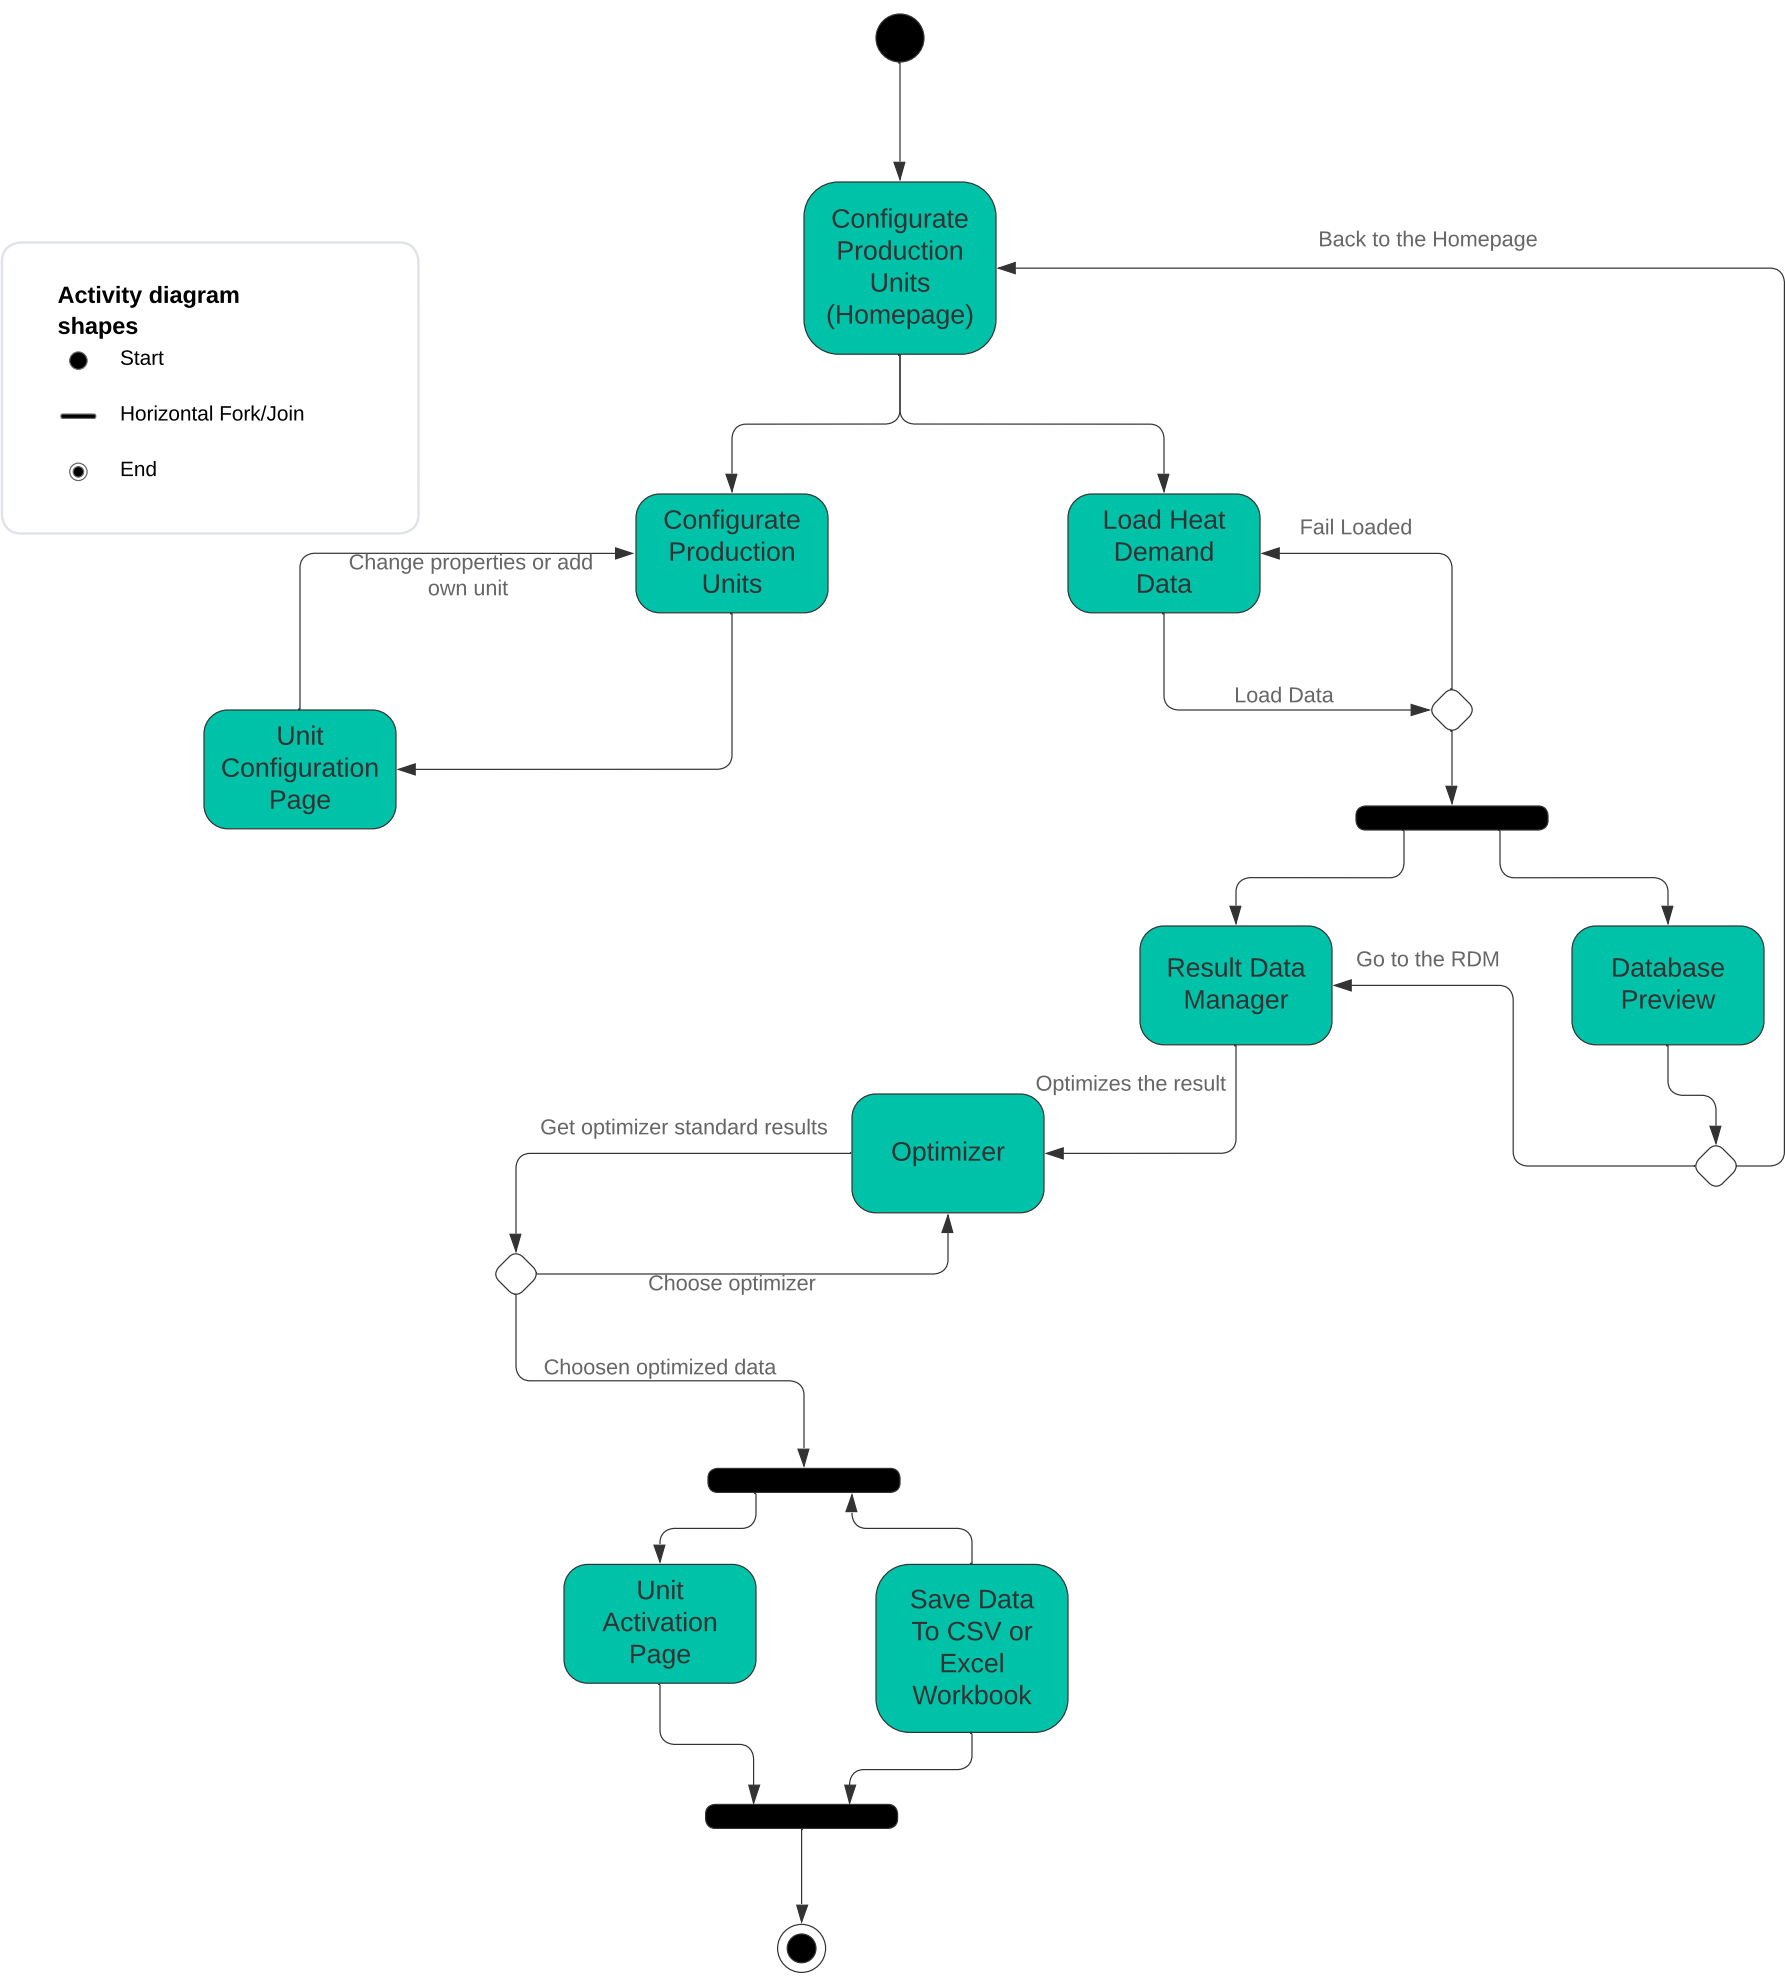 Configurate
Production
Units
(Homepage)
Back to the Homepage
Activity diagram
shapes
Start
Horizontal Fork/Join
End
Configurate
Production
Units
Load Heat
Demand
Data
Fail Loaded
Change properties or add
own unit
Load Data
Unit
Configuration
Page
Result Data
Manager
Go to the RDM
Database
Preview
Optimizes the result
Get optimizer standard results
Optimizer
Choose optimizer
Choosen optimized data
Unit
Activation
Page
Save Data
To CSV or
Excel
Workbook